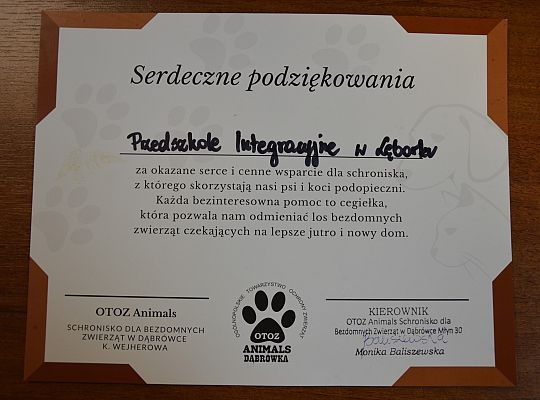 Serdeczne podziękowania
Przedszkole Integracyjne w Lęborku
za okazane serce i cenne wsparcie dla schroniska,
z którego skorzystają nasi psi i koci podopieczni.
Każda bezinteresowna pomoc to cegiełka,
która pozwala nam odmieniać los bezdomnych
zwierząt czekających na lepsze jutro i nowy dom.
OTOZ Animals
SCHRONISKO DLA BEZDOMNYCH
ZWIERZĄT W DĄBRÓWCE
K. WEJHEROWA
OGÓLNOPOLSKIE TOWARZYSTWO OCHRONY ZWIERZĄT
OTOZ
ANIMALS
DĄBRÓWKA
KIEROWNIK
OTOZ Animals Schronisko dla
Bezdomnych Zwierząt w Dąbrówce Młyn 30
Baliszewska
Monika Baliszewska